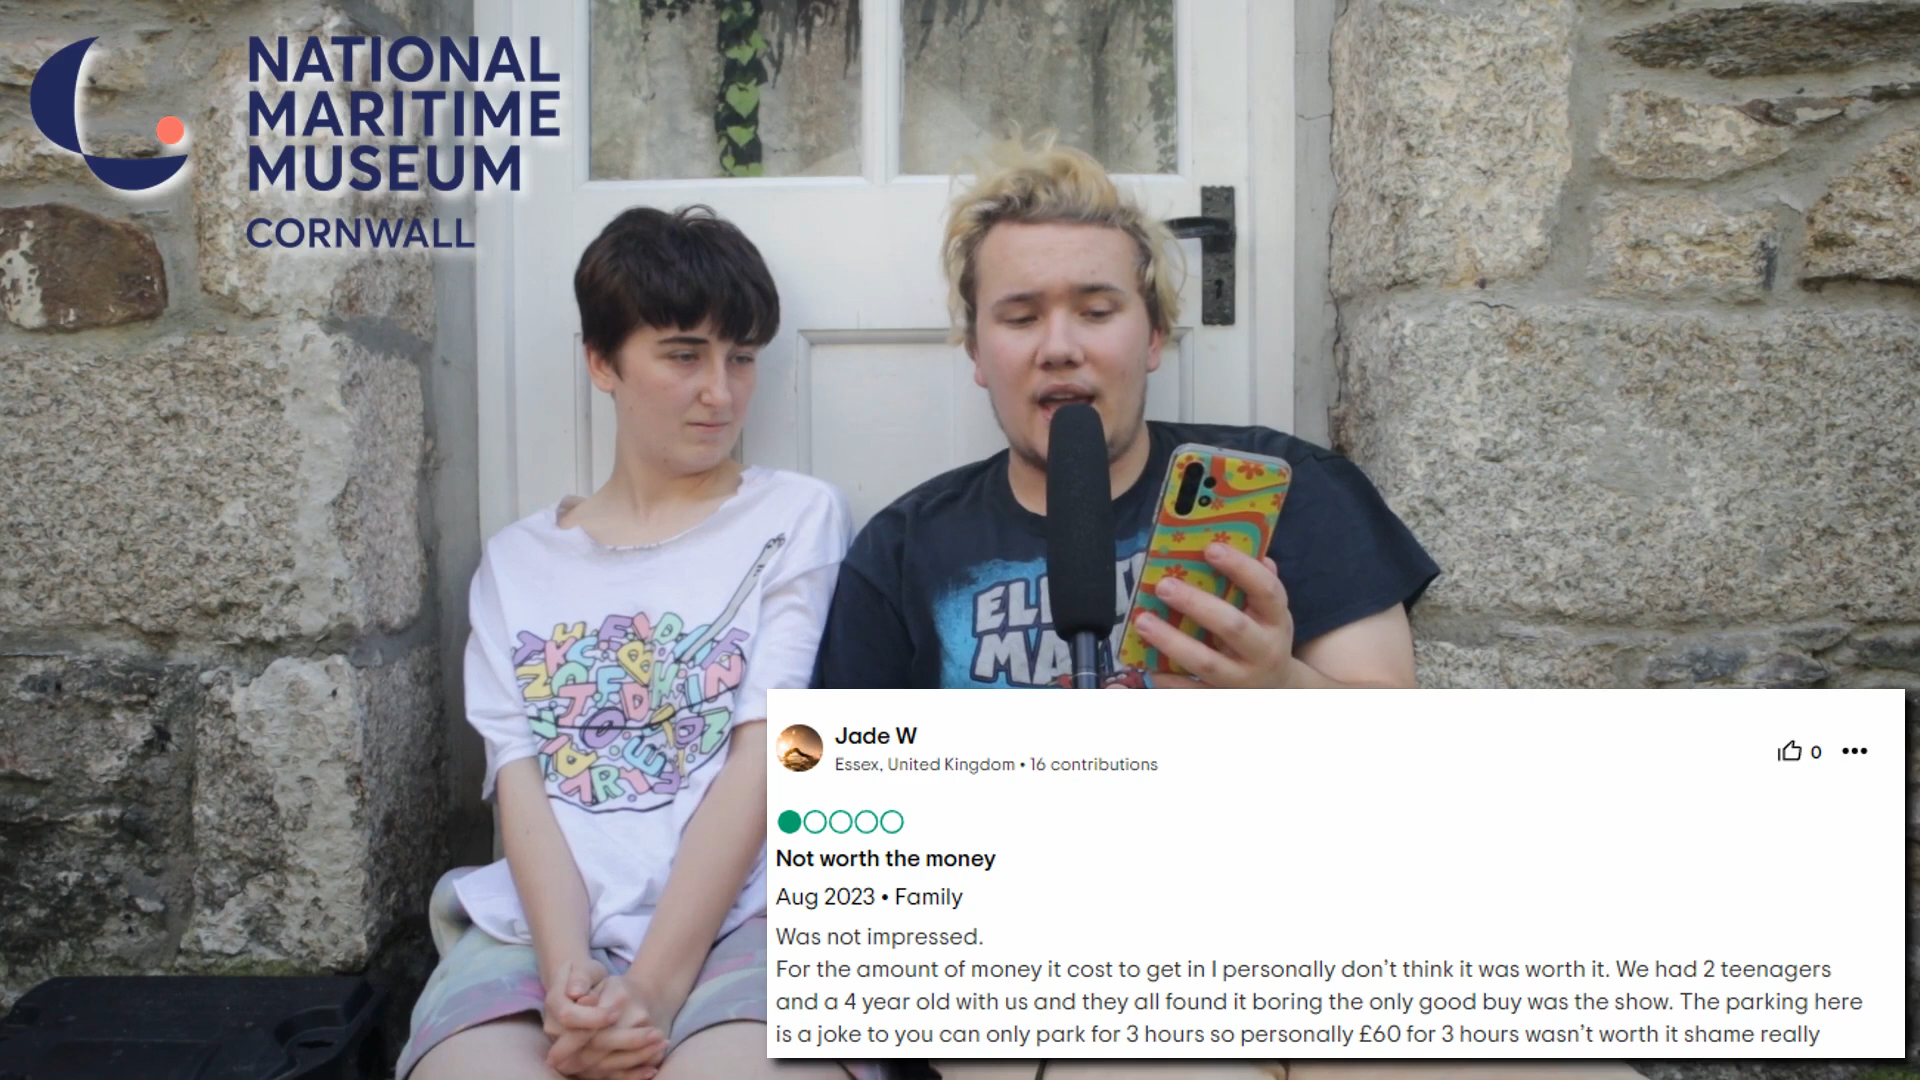 NATIONAL
MARITIME
MUSEUM
CORNWALL
Jade W
Essex, United Kingdom • 16 contributions
0
Not worth the money
Aug 2023 • Family
Was not impressed.
For the amount of money it cost to get in I personally don't think it was worth it. We had 2 teenagers
and a 4 year old with us and they all found it boring the only good buy was the show. The parking here
is a joke to you can only park for 3 hours so personally £60 for 3 hours wasn't worth it shame really